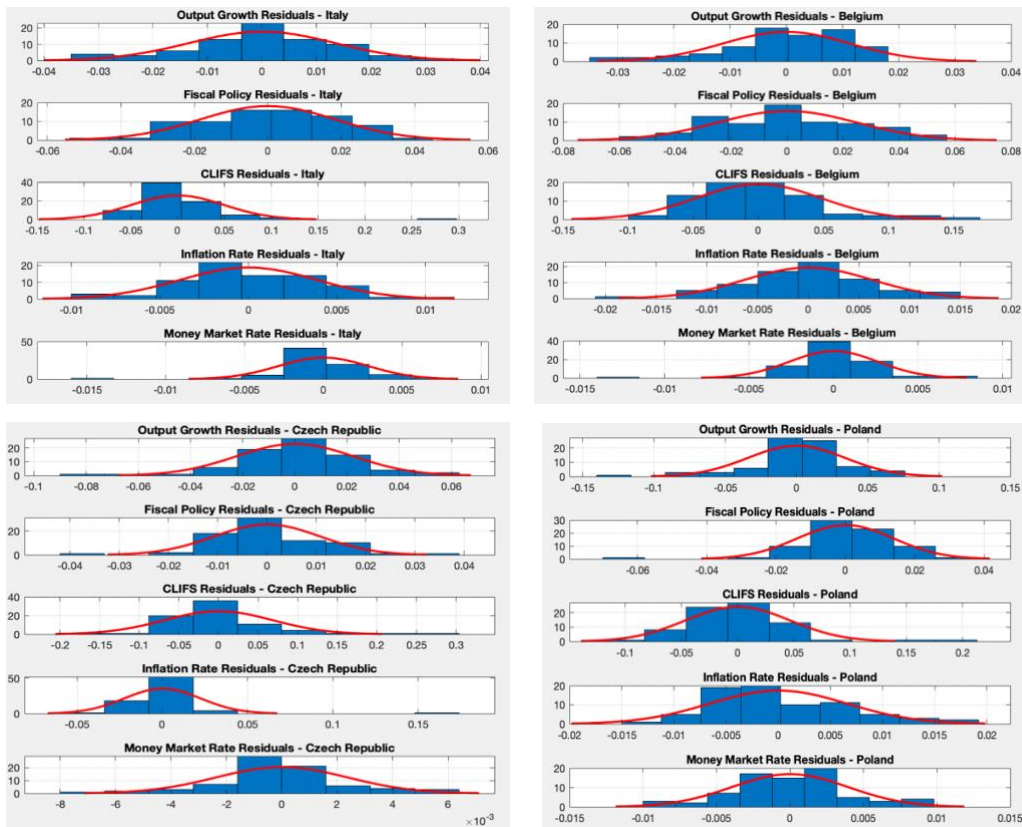 Output Growth Residuals - Italy
20
10
0
-0.04 -0.03 -0.02 -0.01 0 0.01 0.02 0.03 0.04
Fiscal Policy Residuals - Italy
20
10
0
-0.06 -0.04 -0.02 0 0.02 0.04 0.06
CLIFS Residuals - Italy
40
20
0
-0.15 -0.1 -0.05 0 0.05 0.1 0.15 0.2 0.25 0.3
Inflation Rate Residuals - Italy
20
10
0
-0.01 -0.005 0 0.005 0.01
Money Market Rate Residuals - Italy
50
0
-0.015 -0.01 -0.005 0 0.005 0.01
Output Growth Residuals - Belgium
20
10
0
-0.03 -0.02 -0.01 0 0.01 0.02 0.03 0.04
Fiscal Policy Residuals - Belgium
20
10
0
-0.08 -0.06 -0.04 -0.02 0 0.02 0.04 0.06 0.08
CLIFS Residuals - Belgium
20
10
0
-0.15 -0.1 -0.05 0 0.05 0.1 0.15
Inflation Rate Residuals - Belgium
20
10
0
-0.02 -0.015 -0.01 -0.005 0 0.005 0.01 0.015 0.02
Money Market Rate Residuals - Belgium
40
20
0
-0.015 -0.01 -0.005 0 0.005 0.01
Output Growth Residuals - Czech Republic
20
10
0
-0.1 -0.08 -0.06 -0.04 -0.02 0 0.02 0.04 0.06
Fiscal Policy Residuals - Czech Republic
20
0
-0.04 -0.03 -0.02 -0.01 0 0.01 0.02 0.03 0.04
CLIFS Residuals - Czech Republic
40
20
0
-0.2 -0.15 -0.1 -0.05 0 0.05 0.1 0.15 0.2 0.25 0.3
Inflation Rate Residuals - Czech Republic
50
0
-0.05 0 0.05 0.1 0.15
Money Market Rate Residuals - Czech Republic
20
10
0
-8 -6 -4 -2 0 2 4 6
×10-3
Output Growth Residuals - Poland
20
10
0
-0.15 -0.1 -0.05 0 0.05 0.1 0.15
Fiscal Policy Residuals - Poland
30
20
10
0
-0.06 -0.04 -0.02 0 0.02 0.04
CLIFS Residuals - Poland
20
10
0
-0.1 -0.05 0 0.05 0.1 0.15 0.2
Inflation Rate Residuals - Poland
20
10
0
-0.02 -0.015 -0.01 -0.005 0 0.005 0.01 0.015 0.02
Money Market Rate Residuals - Poland
20
10
0
-0.015 -0.01 -0.005 0 0.005 0.01 0.015